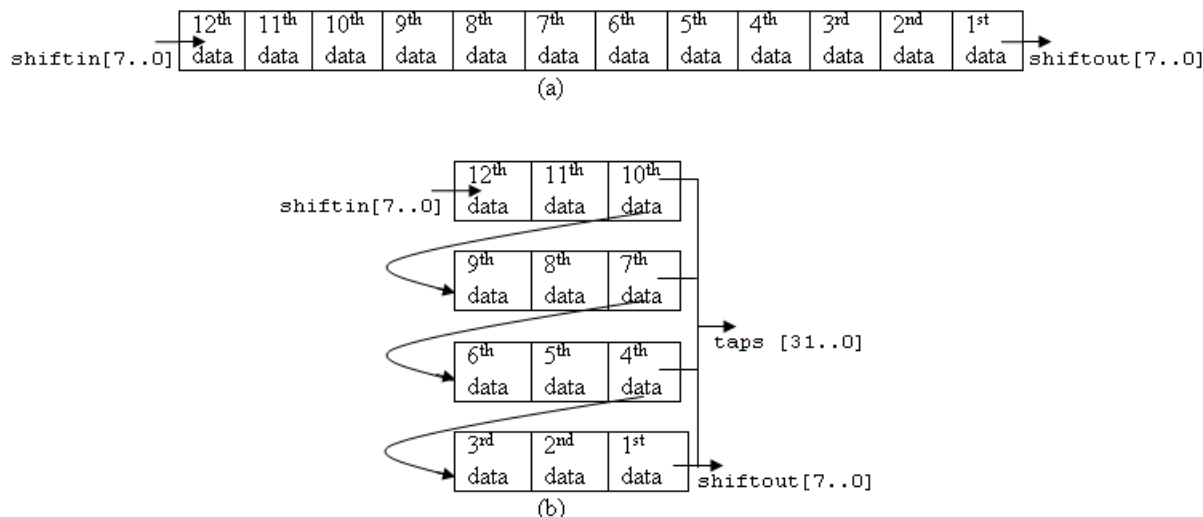 12th 11th 10th 9th 8th 7th 6th 5th 4th 3rd 2nd 1st
data data data data data data data data data data data data
shiftin[7..0] shiftout[7..0]
(a)
12th 11th 10th
data data data
shiftin[7..0]
9th 8th 7th
data data data
taps [31..0]
6th 5th 4th
data data data
3rd 2nd 1st
data data data
shiftout[7..0]
(b)